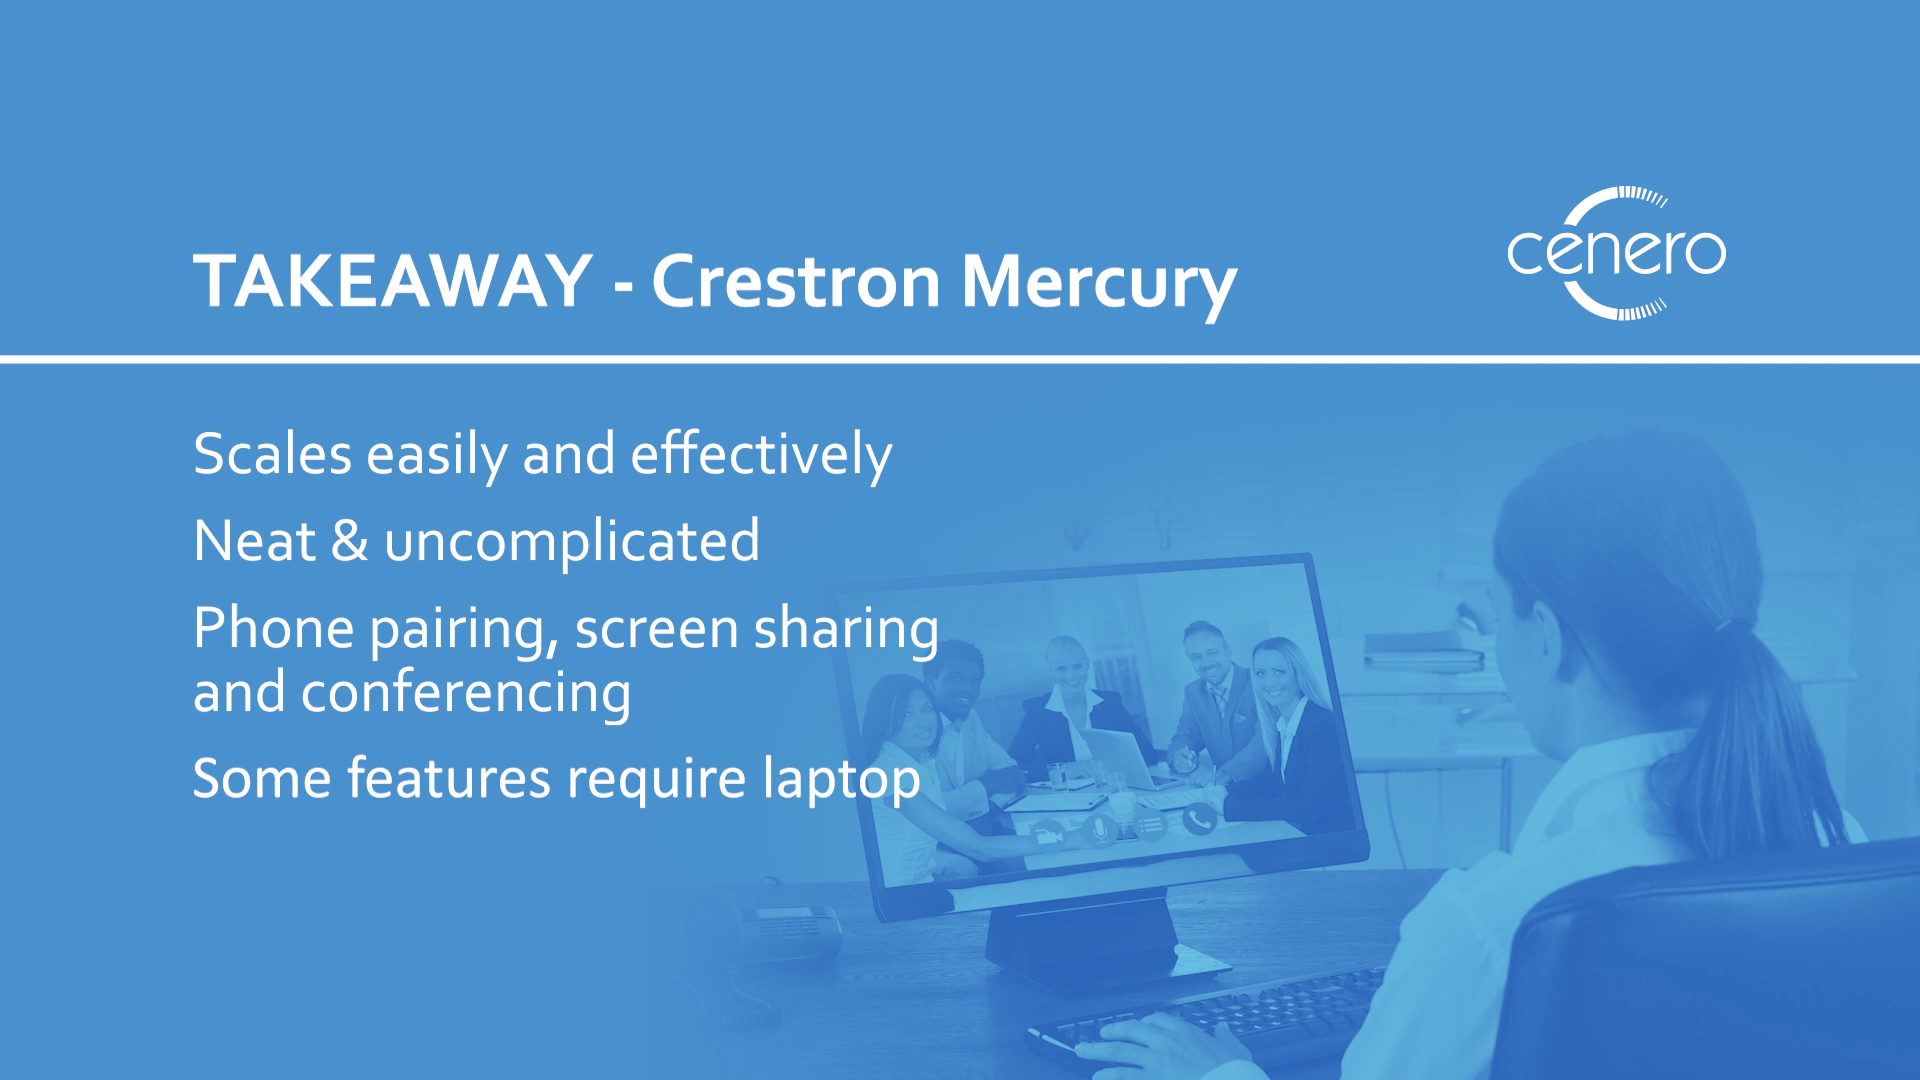 cenero
TAKEAWAY - Crestron Mercury
Scales easily and effectively
Neat & uncomplicated
Phone pairing, screen sharing
and conferencing
Some features require laptop